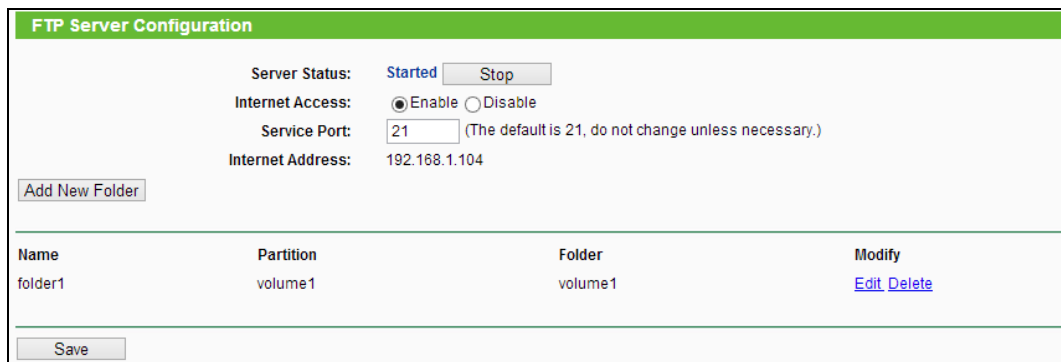 FTP Server Configuration
Server Status: Started Stop
Internet Access: Enable Disable
Service Port: 21 (The default is 21, do not change unless necessary.)
Internet Address: 192.168.1.104
Add New Folder
Name Partition Folder Modify
folder1 volume1 volume1 Edit Delete
Save